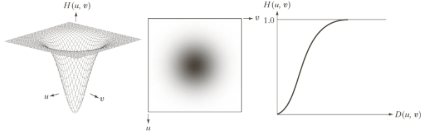 H(u, v)
u
v
v
u
H(u, v)
1.0
D(u, v)